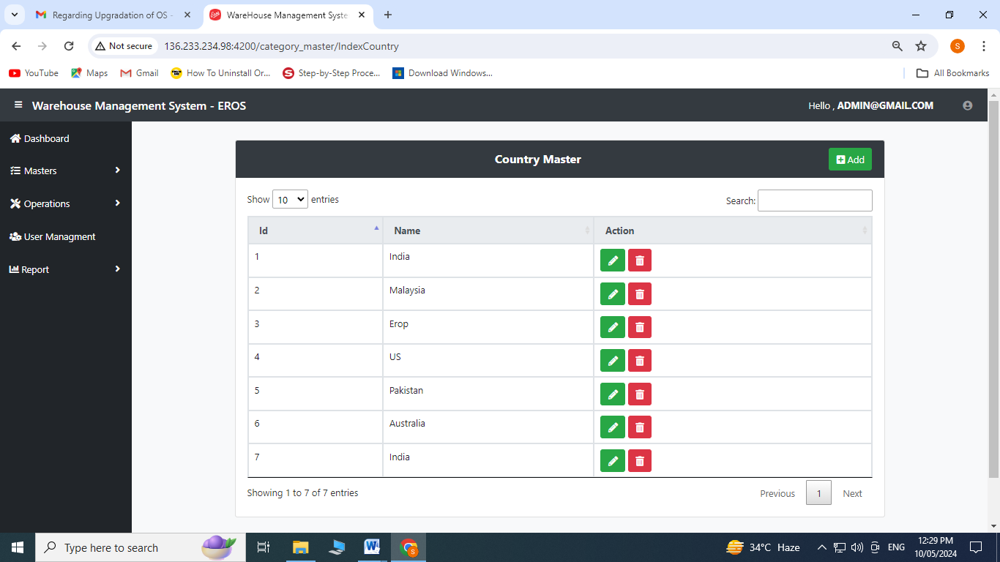 Regarding Upgradation of OS -
WareHouse Management Syste
Not secure
136.233.234.98:4200/category_master/IndexCountry
S
YouTube
Maps
Gmail
How To Uninstall Or...
Step-by-Step Proce...
Download Windows...
All Bookmarks
Warehouse Management System - EROS
Hello , ADMIN@GMAIL.COM
Dashboard
Masters
Operations
User Managment
Report
Country Master
Add
Show 10 entries
Search:
Id Name Action
1 India
2 Malaysia
3 Erop
4 US
5 Pakistan
6 Australia
7 India
Showing 1 to 7 of 7 entries
Previous 1 Next
Type here to search
34°C Haze
ENG
12:29 PM
10/05/2024